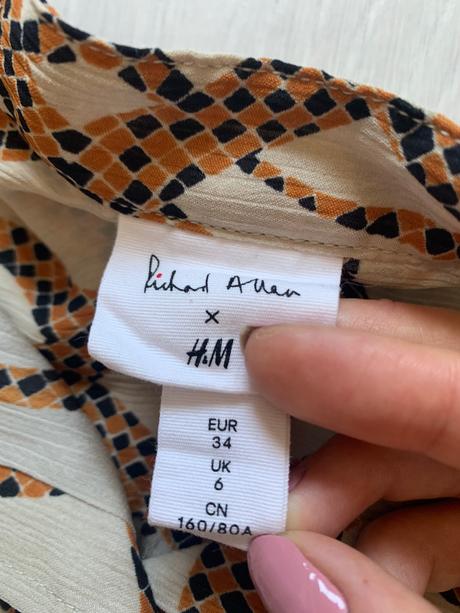 Richard Allan
×
H&M
EUR
34
UK
6
CN
160/80A